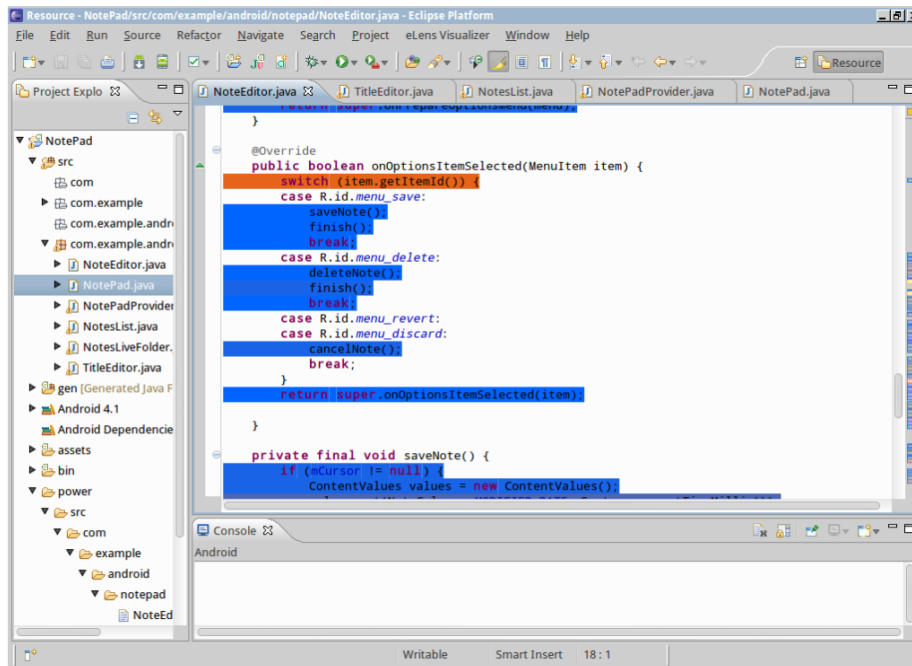 Resource - NotePad/src/com/example/android/notepad/NoteEditor.java - Eclipse Platform
File Edit Run Source Refactor Navigate Search Project eLens Visualizer Window Help
Resource
Project Explo
NotePad
src
com
com.example
com.example.andr
com.example.andr
NoteEditor.java
NotePad.java
NotePadProvider
NotesList.java
NotesLiveFolder.
TitleEditor.java
gen [Generated Java F
Android 4.1
Android Dependencie
assets
bin
power
src
com
example
android
notepad
NoteEd
NoteEditor.java TitleEditor.java NotesList.java NotePadProvider.java NotePad.java
return super.onPrepareOptionsMenu(menu);
}
@Override
public boolean onOptionsItemSelected(MenuItem item) {
switch (item.getItemId()) {
case R.id.menu_save:
saveNote();
finish();
break;
case R.id.menu_delete:
deleteNote();
finish();
break;
case R.id.menu_revert:
case R.id.menu_discard:
cancelNote();
break;
}
return super.onOptionsItemSelected(item);
}
private final void saveNote() {
if (mCursor != null) {
ContentValues values = new ContentValues();
Console
Android
Writable Smart Insert 18 : 1